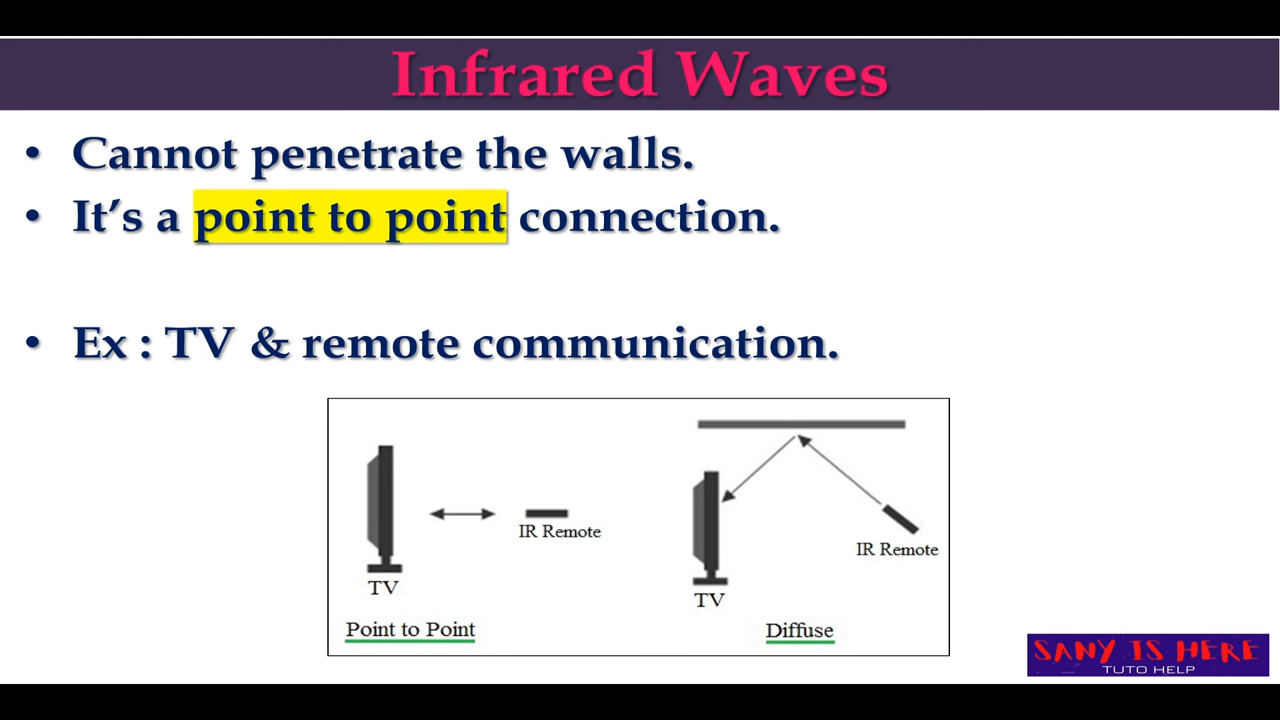 Infrared Waves
• Cannot penetrate the walls.
• It’s a point to point connection.
• Ex : TV & remote communication.
IR Remote
TV
Point to Point
IR Remote
TV
Diffuse
SANY IS HERE
TUTO HELP